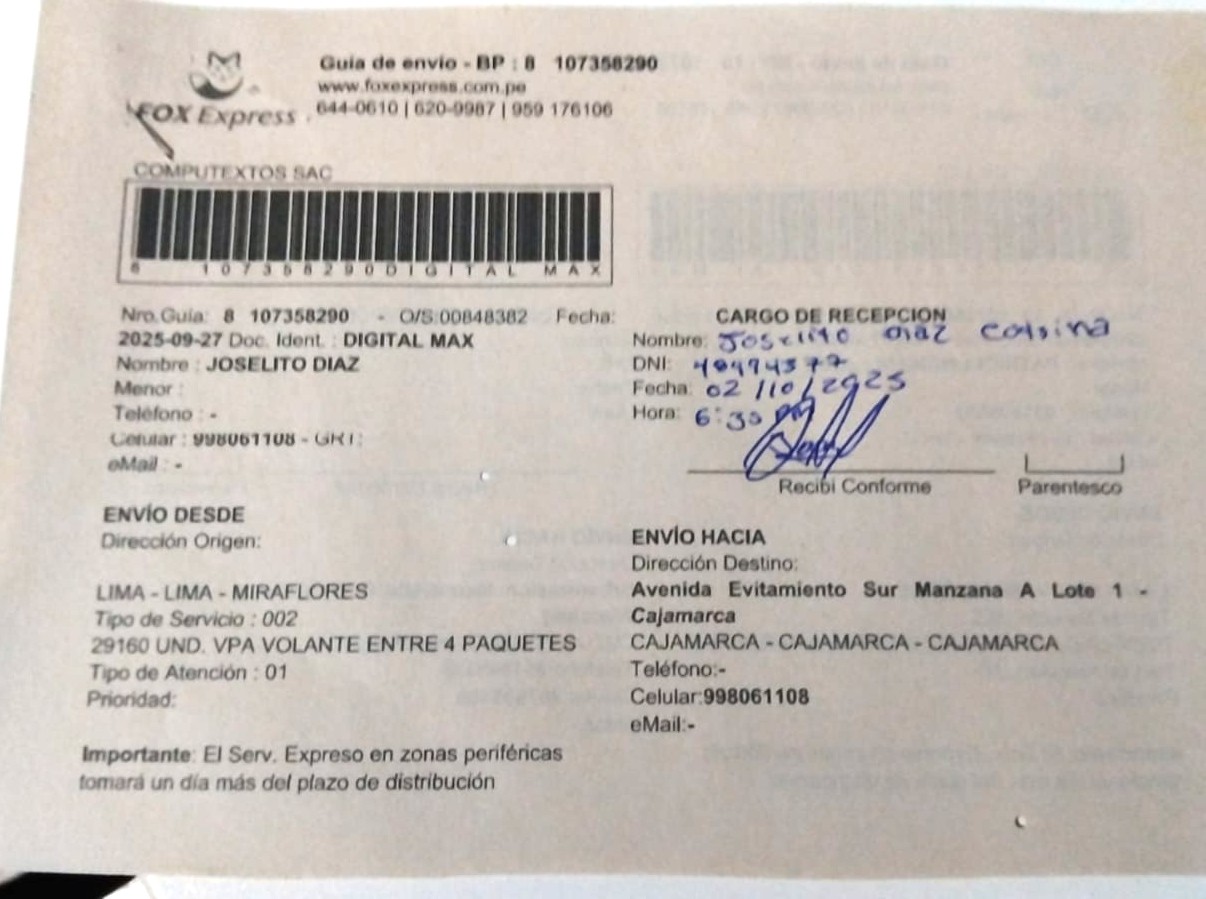 Guía de envío - BP : 8 107358290
www.foxexpress.com.pe
644-0610 | 620-9987 | 959 176106
FOX Express
COMPUTEXTOS SAC
8 107358290DIGITAL MAX
Nro.Guía: 8 107358290 - O/S:00848382 Fecha:
2025-09-27 Doc. Ident. : DIGITAL MAX
Nombre : JOSELITO DIAZ
Menor :
Teléfono : -
Celular : 998061108 - GRT:
eMail : -
CARGO DE RECEPCION
Nombre: Joselito Diaz
DNI:
Fecha: 02/10/2025
Hora: 6:30 PM
Recibi Conforme
Parentesco
ENVÍO DESDE
Dirección Origen:
LIMA - LIMA - MIRAFLORES
Tipo de Servicio : 002
29160 UND. VPA VOLANTE ENTRE 4 PAQUETES
Tipo de Atención : 01
Prioridad:
ENVÍO HACIA
Dirección Destino:
Avenida Evitamiento Sur Manzana A Lote 1 -
Cajamarca
CAJAMARCA - CAJAMARCA - CAJAMARCA
Teléfono:-
Celular:998061108
eMail:-
Importante: El Serv. Expreso en zonas periféricas
tomará un día más del plazo de distribución